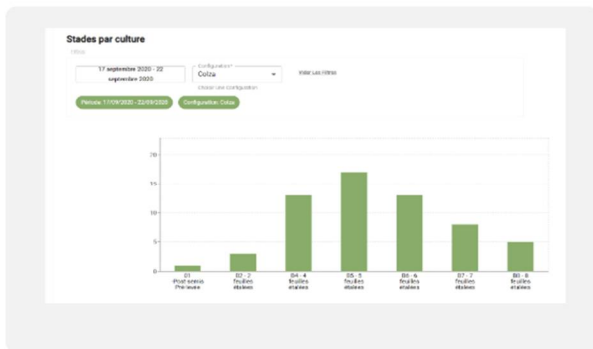 Stades par culture
Filtres
17 septembre 2020 - 22
septembre 2020
Configuration*
Colza
Choisir une configuration
Vider Les Filtres
Période: 17/09/2020 - 22/09/2020
Configuration: Colza
20
15
10
5
0
01
Post semis
Pré levée
B2 - 2
feuilles
étalées
B4 - 4
feuilles
étalées
B5 - 5
feuilles
étalées
B6 - 6
feuilles
étalées
B7 - 7
feuilles
étalées
B8 - 8
feuilles
étalées